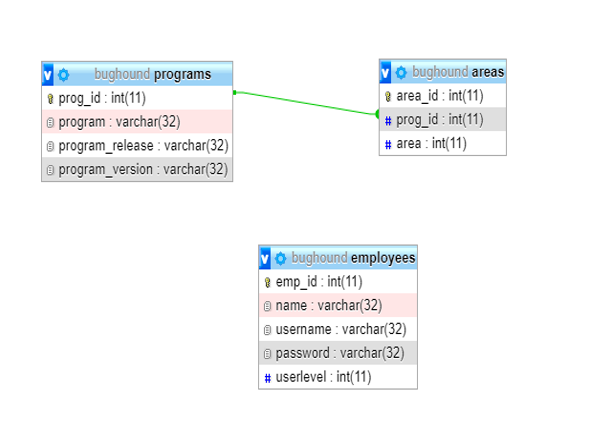 bughound programs
prog_id : int(11)
program : varchar(32)
program_release : varchar(32)
program_version : varchar(32)
bughound areas
area_id : int(11)
prog_id : int(11)
area : int(11)
bughound employees
emp_id : int(11)
name : varchar(32)
username : varchar(32)
password : varchar(32)
userlevel : int(11)